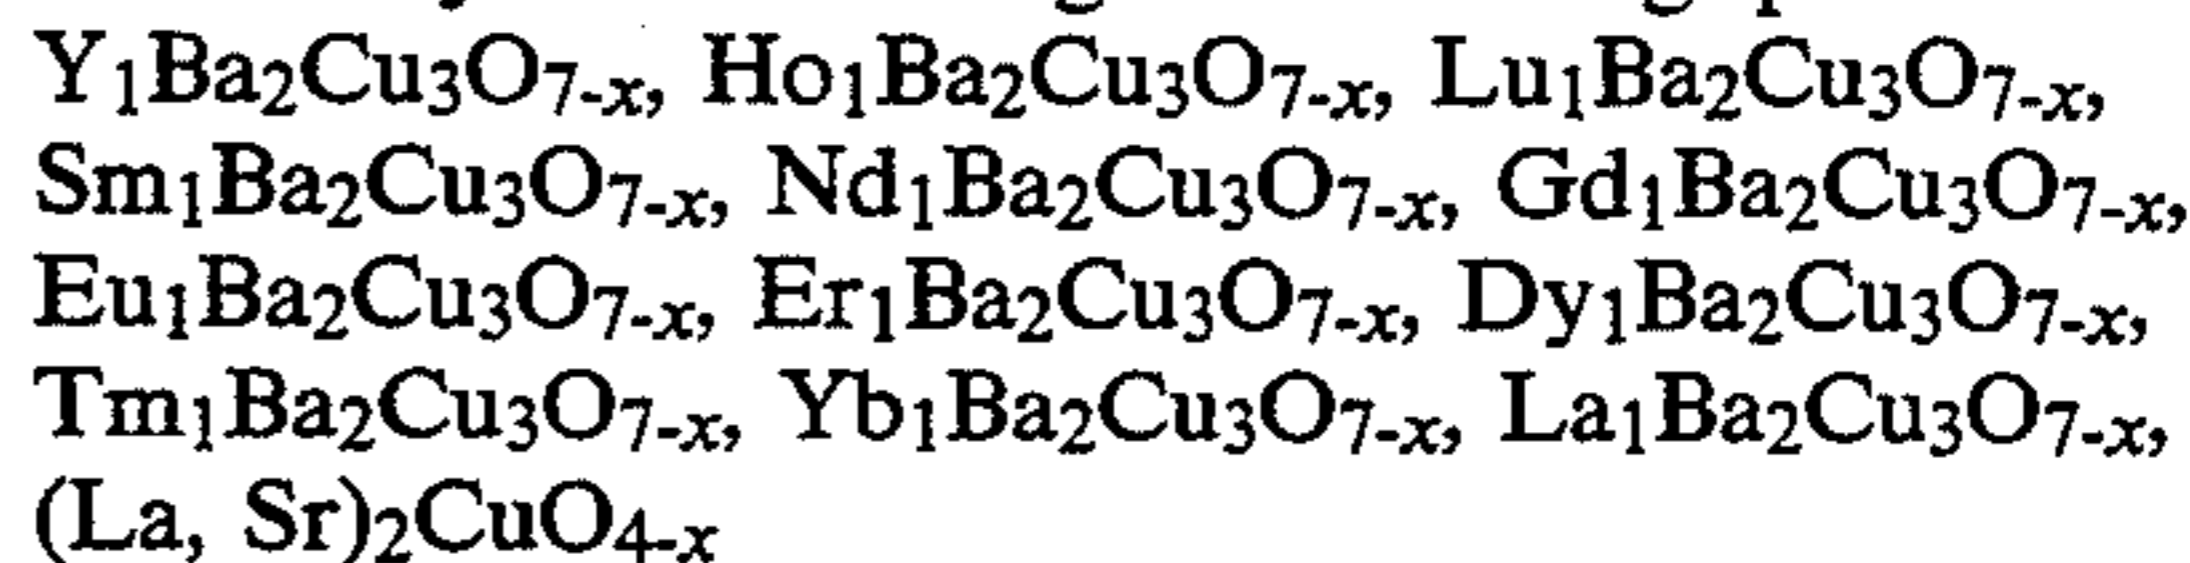 Y₁Ba₂Cu₃O₇₋ₓ, Ho₁Ba₂Cu₃O₇₋ₓ, Lu₁Ba₂Cu₃O₇₋ₓ,
Sm₁Ba₂Cu₃O₇₋ₓ, Nd₁Ba₂Cu₃O₇₋ₓ, Gd₁Ba₂Cu₃O₇₋ₓ,
Eu₁Ba₂Cu₃O₇₋ₓ, Er₁Ba₂Cu₃O₇₋ₓ, Dy₁Ba₂Cu₃O₇₋ₓ,
Tm₁Ba₂Cu₃O₇₋ₓ, Yb₁Ba₂Cu₃O₇₋ₓ, La₁Ba₂Cu₃O₇₋ₓ,
(La, Sr)₂CuO₄₋ₓ